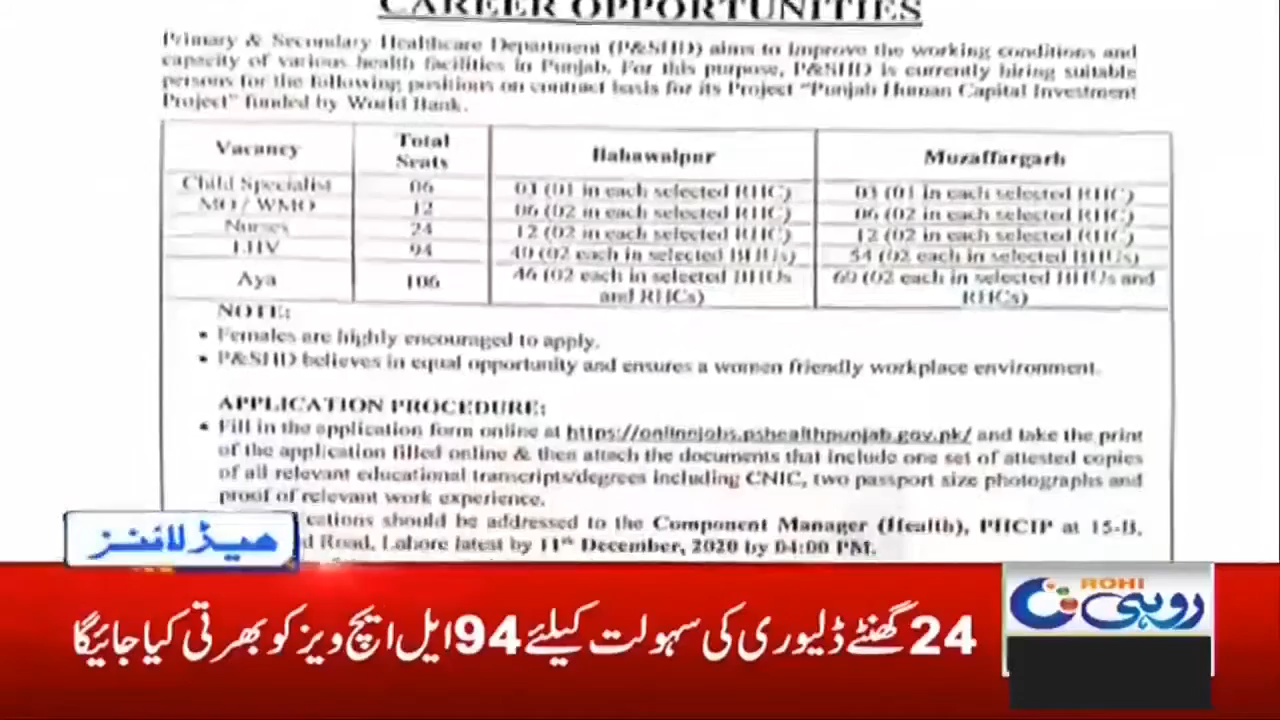 CAREER OPPORTUNITIES
Primary & Secondary Healthcare Department (P&SHD) aims to improve the working conditions and
capacity of various health facilities in Punjab. For this purpose, P&SHD is currently hiring suitable
persons for the following positions on contract basis for its Project "Punjab Human Capital Investment
Project" funded by World Bank.
Vacancy Total Seats Bahawalpur Muzaffargarh
Child Specialist 06 03 (01 in each selected RHC) 03 (01 in each selected RHC)
MO / WMO 12 06 (02 in each selected RHC) 06 (02 in each selected RHC)
Nurses 24 12 (02 in each selected RHC) 12 (02 in each selected RHC)
LHV 94 40 (02 each in selected BHUs) 54 (02 each in selected BHUs)
Aya 106 46 (02 each in selected BHUs and RHCs) 60 (02 each in selected BHUs and RHCs)
NOTE:
• Females are highly encouraged to apply.
• P&SHD believes in equal opportunity and ensures a women friendly workplace environment.
APPLICATION PROCEDURE:
• Fill in the application form online at https://onlinejobs.pshealthpunjab.gov.pk/ and take the print
of the application filled online & then attach the documents that include one set of attested copies
of all relevant educational transcripts/degrees including CNIC, two passport size photographs and
proof of relevant work experience.
cations should be addressed to the Component Manager (Health), PHCIP at 15-B,
d Road, Lahore latest by 11th December, 2020 by 04:00 PM.
ہیڈلائنز
24 گھنٹے ڈلیوری کی سہولت کیلئے 94 ایل ایچ ویز کو بھرتی کیا جائیگا
ROHI
روہی